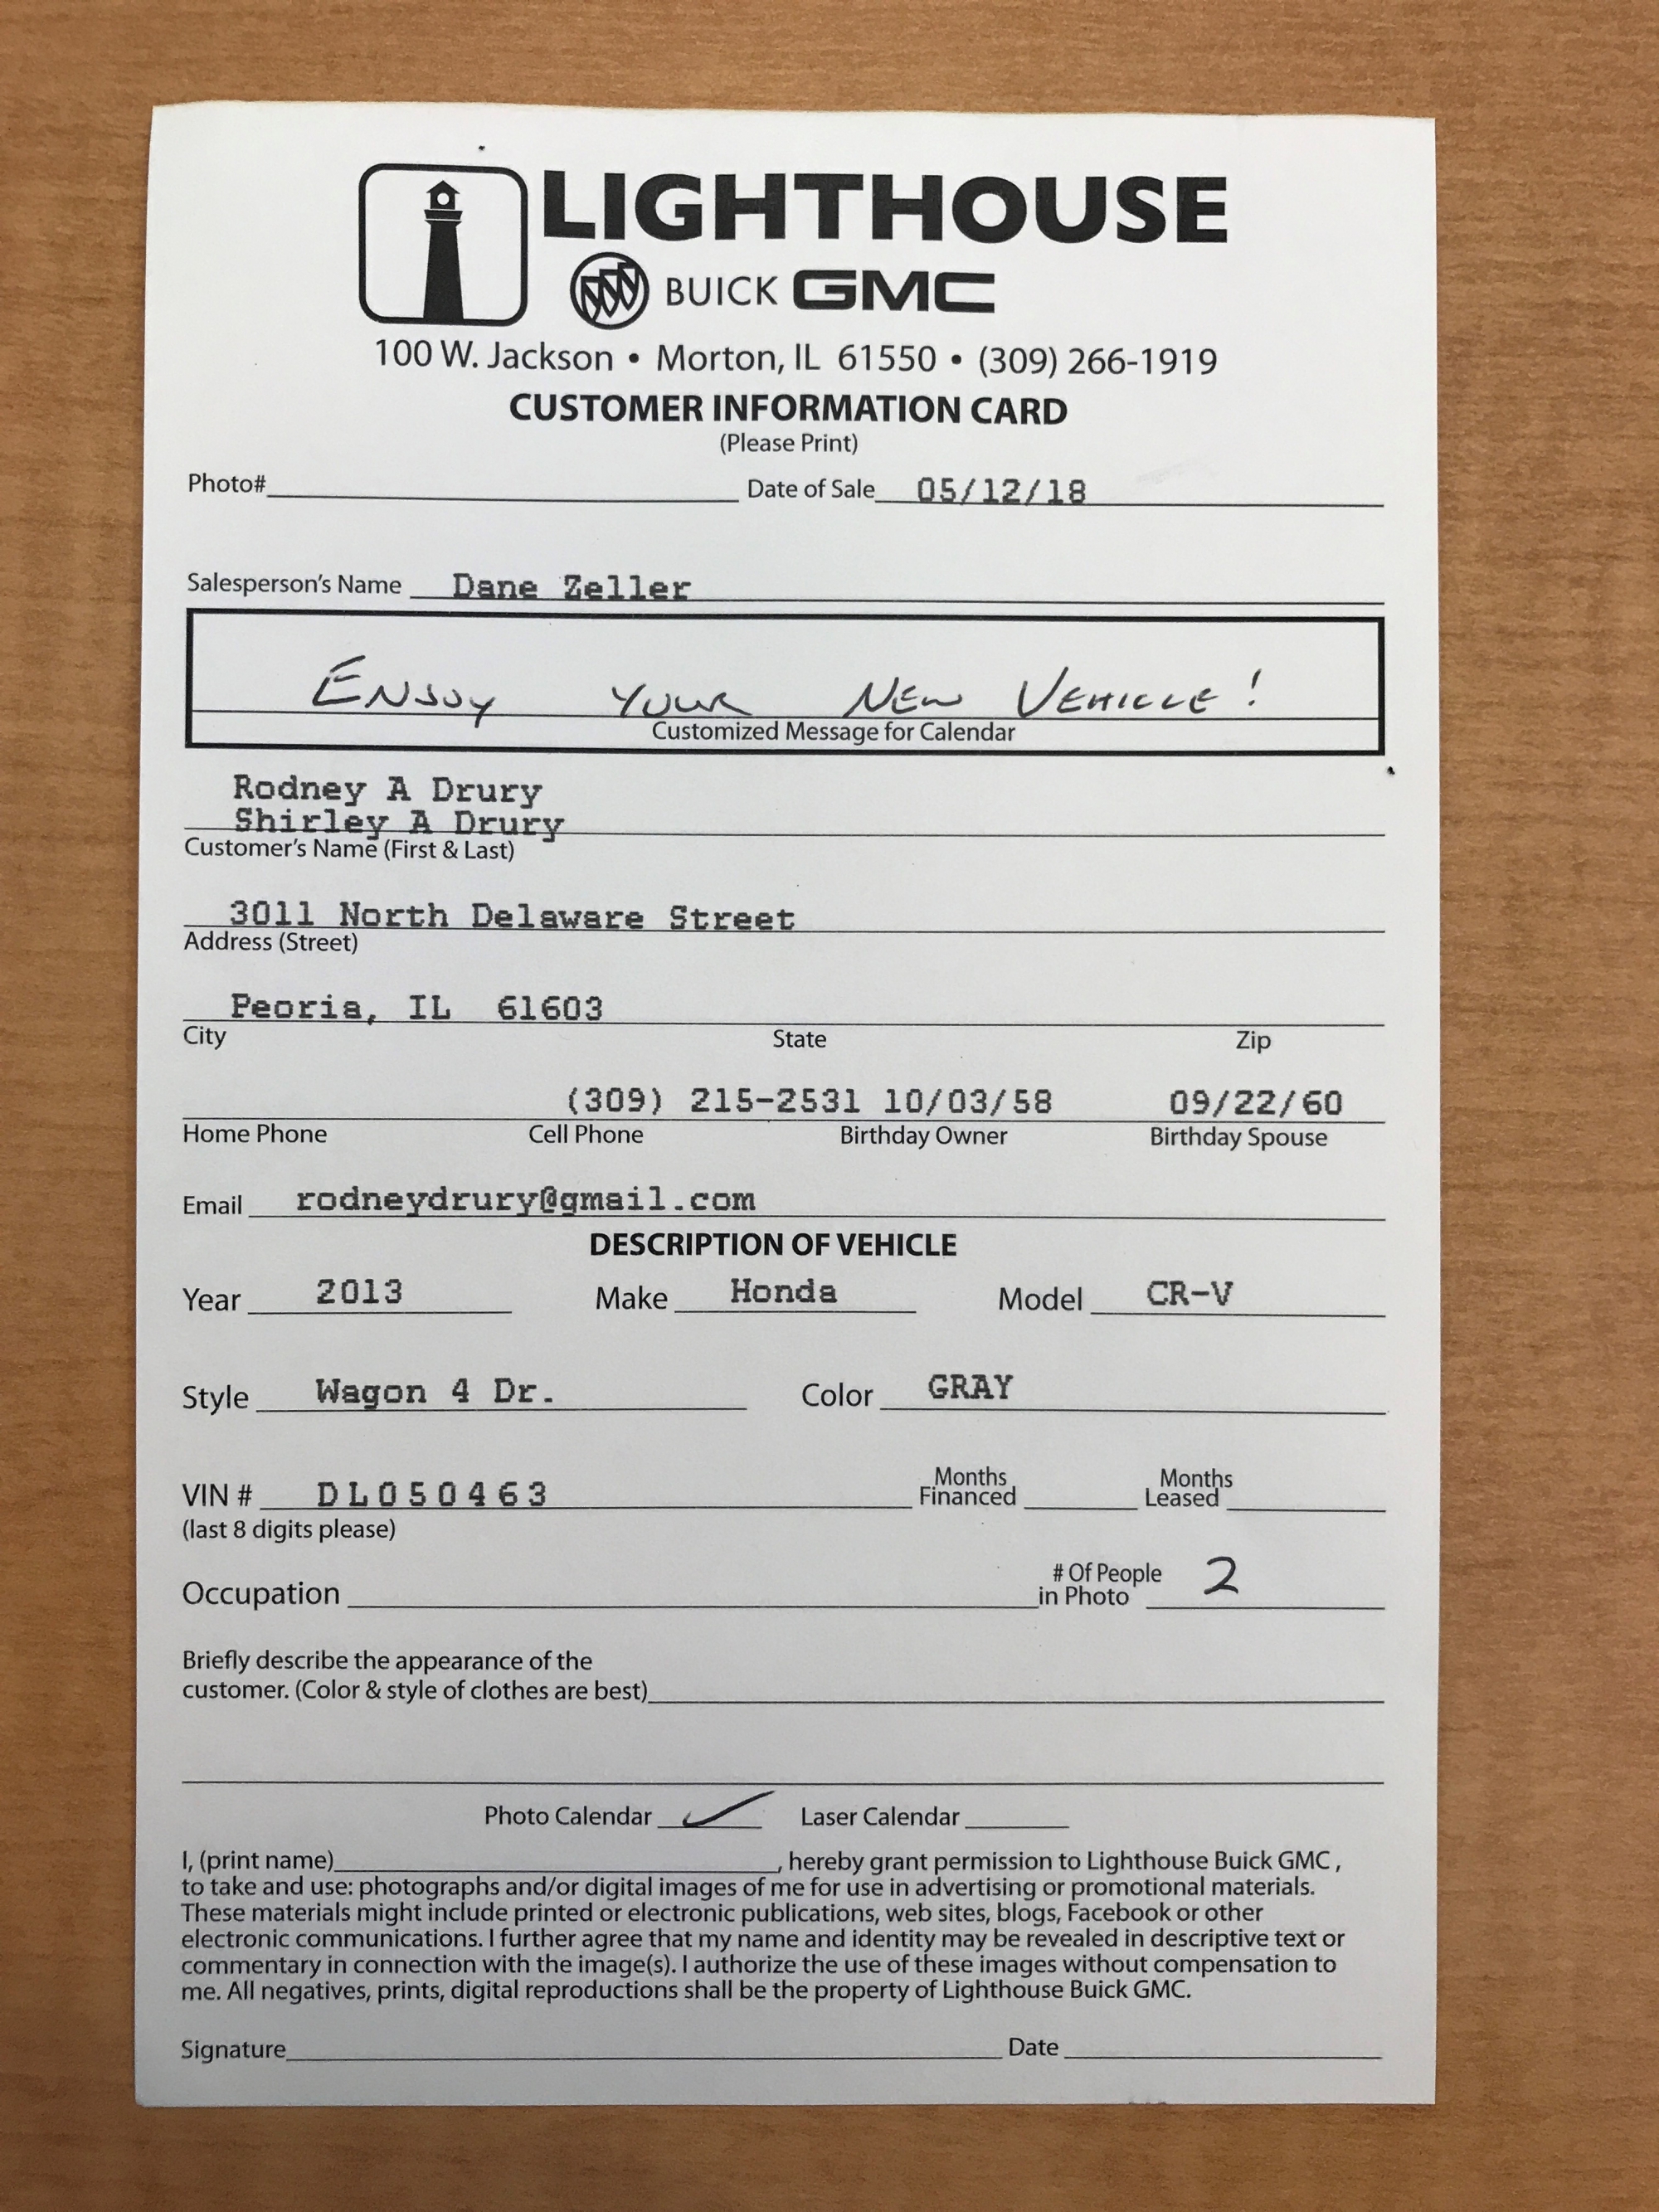 LIGHTHOUSE
BUICK GMC
100 W. Jackson • Morton, IL 61550 • (309) 266-1919
CUSTOMER INFORMATION CARD
(Please Print)
Photo# Date of Sale 05/12/18
Salesperson's Name Dane Zeller
ENJOY YOUR NEW VEHICLE!
Customized Message for Calendar
Rodney A Drury
Shirley A Drury
Customer's Name (First & Last)
3011 North Delaware Street
Address (Street)
Peoria, IL 61603
City State Zip
(309) 215-2531 10/03/58 09/22/60
Home Phone Cell Phone Birthday Owner Birthday Spouse
Email rodneydrury@gmail.com
DESCRIPTION OF VEHICLE
Year 2013 Make Honda Model CR-V
Style Wagon 4 Dr. Color GRAY
VIN # DL050463 Months Financed Months Leased
(last 8 digits please)
Occupation # Of People in Photo 2
Briefly describe the appearance of the
customer. (Color & style of clothes are best)
Photo Calendar ✓ Laser Calendar
I, (print name) , hereby grant permission to Lighthouse Buick GMC,
to take and use: photographs and/or digital images of me for use in advertising or promotional materials.
These materials might include printed or electronic publications, web sites, blogs, Facebook or other
electronic communications. I further agree that my name and identity may be revealed in descriptive text or
commentary in connection with the image(s). I authorize the use of these images without compensation to
me. All negatives, prints, digital reproductions shall be the property of Lighthouse Buick GMC.
Signature Date